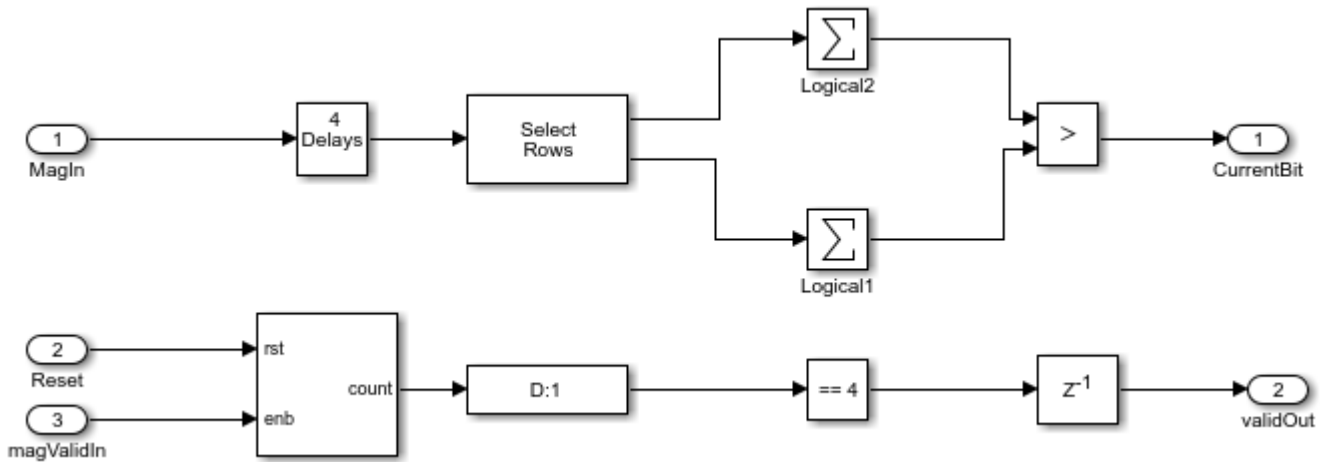 Logical2
1
MagIn
4
Delays
Select
Rows
>
1
CurrentBit
Logical1
2
Reset
3
magValidIn
rst
enb
count
D:1
== 4
Z-1
2
validOut